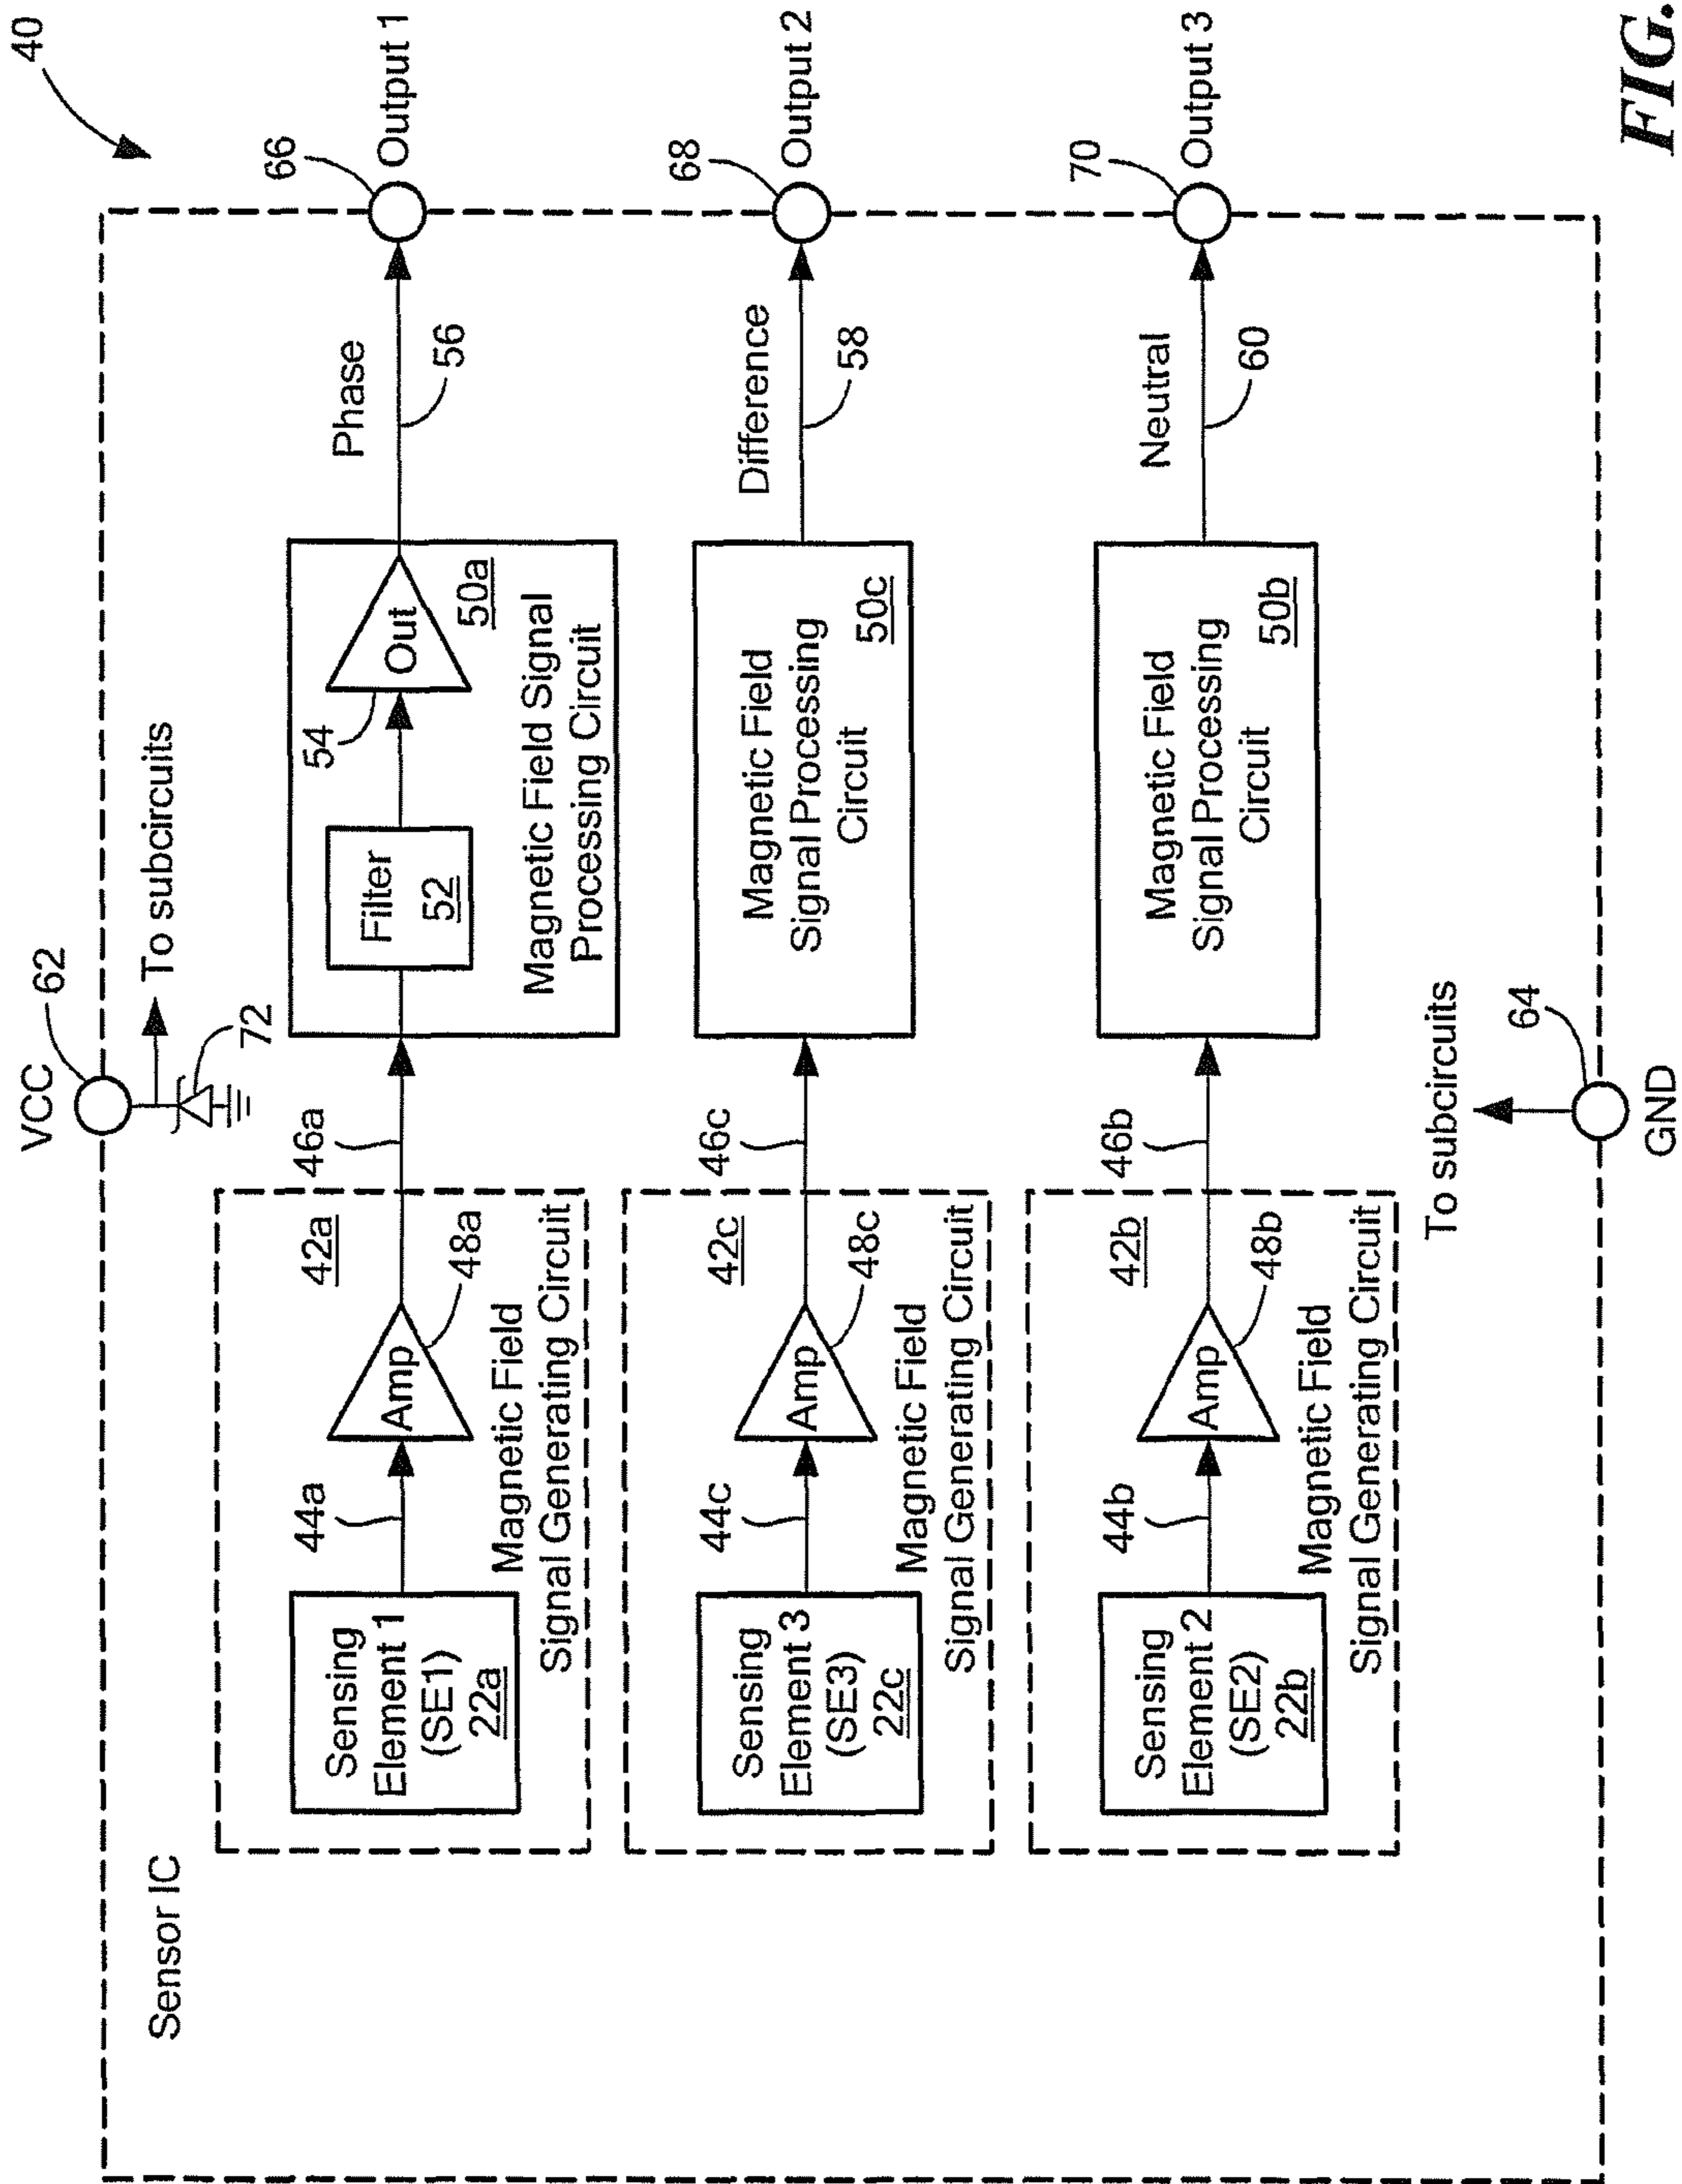 40
VCC
62
To subcircuits
72
Sensor IC
42a
44a
46a
Sensing
Element 1
(SE1)
22a
Amp
48a
Magnetic Field
Signal Generating Circuit
Filter
52
54
Out
50a
Magnetic Field Signal
Processing Circuit
Phase
56
66
Output 1
42c
44c
46c
Sensing
Element 3
(SE3)
22c
Amp
48c
Magnetic Field
Signal Generating Circuit
Magnetic Field
Signal Processing
Circuit
50c
Difference
58
68
Output 2
42b
44b
46b
Sensing
Element 2
(SE2)
22b
Amp
48b
Magnetic Field
Signal Generating Circuit
Magnetic Field
Signal Processing
Circuit
50b
Neutral
60
70
Output 3
To subcircuits
64
GND
FIG.